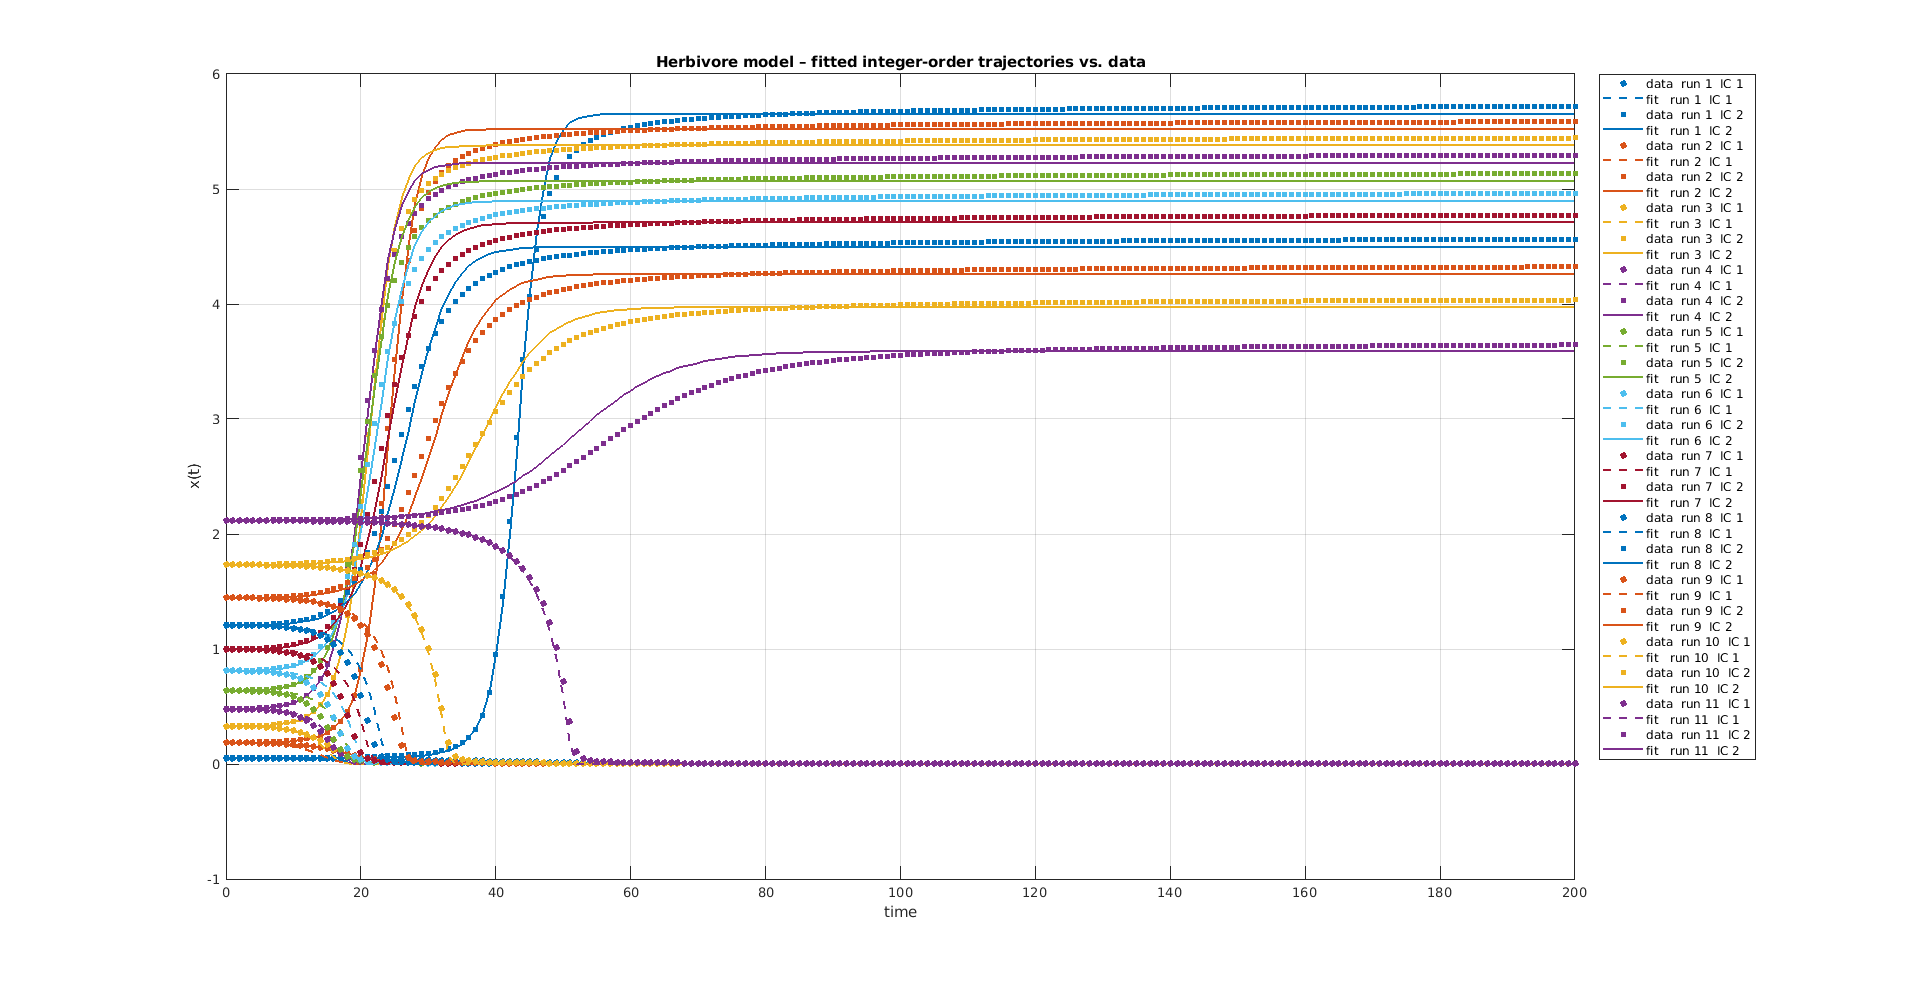 Herbivore model – fitted integer-order trajectories vs. data
6
5
4
3
2
1
0
-1
x(t)
0 20 40 60 80 100 120 140 160 180 200
time
data run 1 IC 1
fit run 1 IC 1
data run 1 IC 2
fit run 1 IC 2
data run 2 IC 1
fit run 2 IC 1
data run 2 IC 2
fit run 2 IC 2
data run 3 IC 1
fit run 3 IC 1
data run 3 IC 2
fit run 3 IC 2
data run 4 IC 1
fit run 4 IC 1
data run 4 IC 2
fit run 4 IC 2
data run 5 IC 1
fit run 5 IC 1
data run 5 IC 2
fit run 5 IC 2
data run 6 IC 1
fit run 6 IC 1
data run 6 IC 2
fit run 6 IC 2
data run 7 IC 1
fit run 7 IC 1
data run 7 IC 2
fit run 7 IC 2
data run 8 IC 1
fit run 8 IC 1
data run 8 IC 2
fit run 8 IC 2
data run 9 IC 1
fit run 9 IC 1
data run 9 IC 2
fit run 9 IC 2
data run 10 IC 1
fit run 10 IC 1
data run 10 IC 2
fit run 10 IC 2
data run 11 IC 1
fit run 11 IC 1
data run 11 IC 2
fit run 11 IC 2